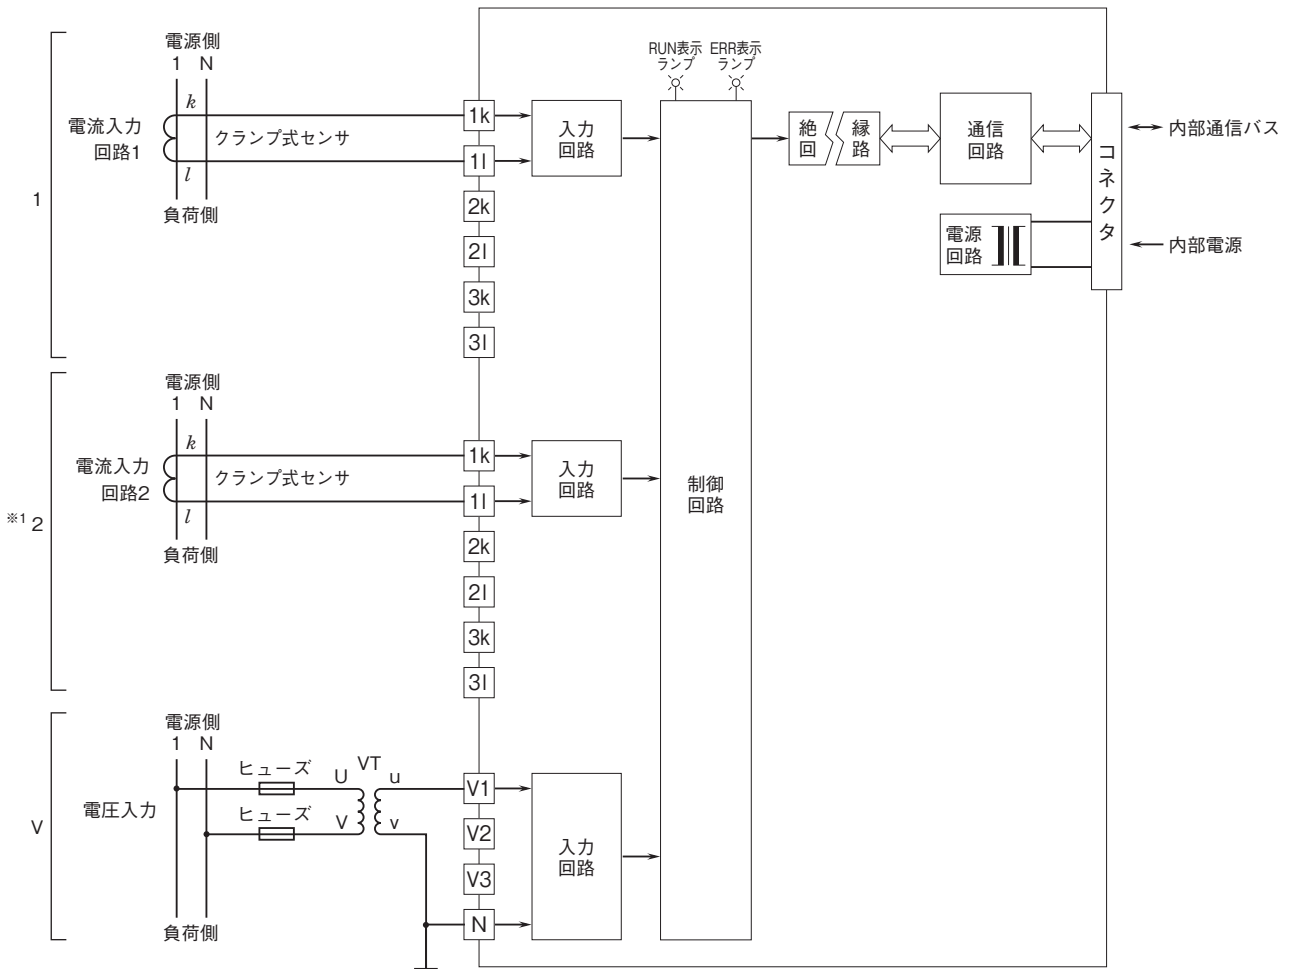 RUN表示
ランプ
ERR表示
ランプ
1
電源側
1 N
k
電流入力
回路1
クランプ式センサ
l
負荷側
1k
1l
2k
2l
3k
3l
入力
回路
絶 縁
回 路
通信
回路
電源
回路
コネクタ
内部通信バス
内部電源
※1 2
電源側
1 N
k
電流入力
回路2
クランプ式センサ
l
負荷側
1k
1l
2k
2l
3k
3l
入力
回路
制御
回路
V
電源側
1 N
電圧入力
ヒューズ
ヒューズ
VT
U u
V v
負荷側
V1
V2
V3
N
入力
回路